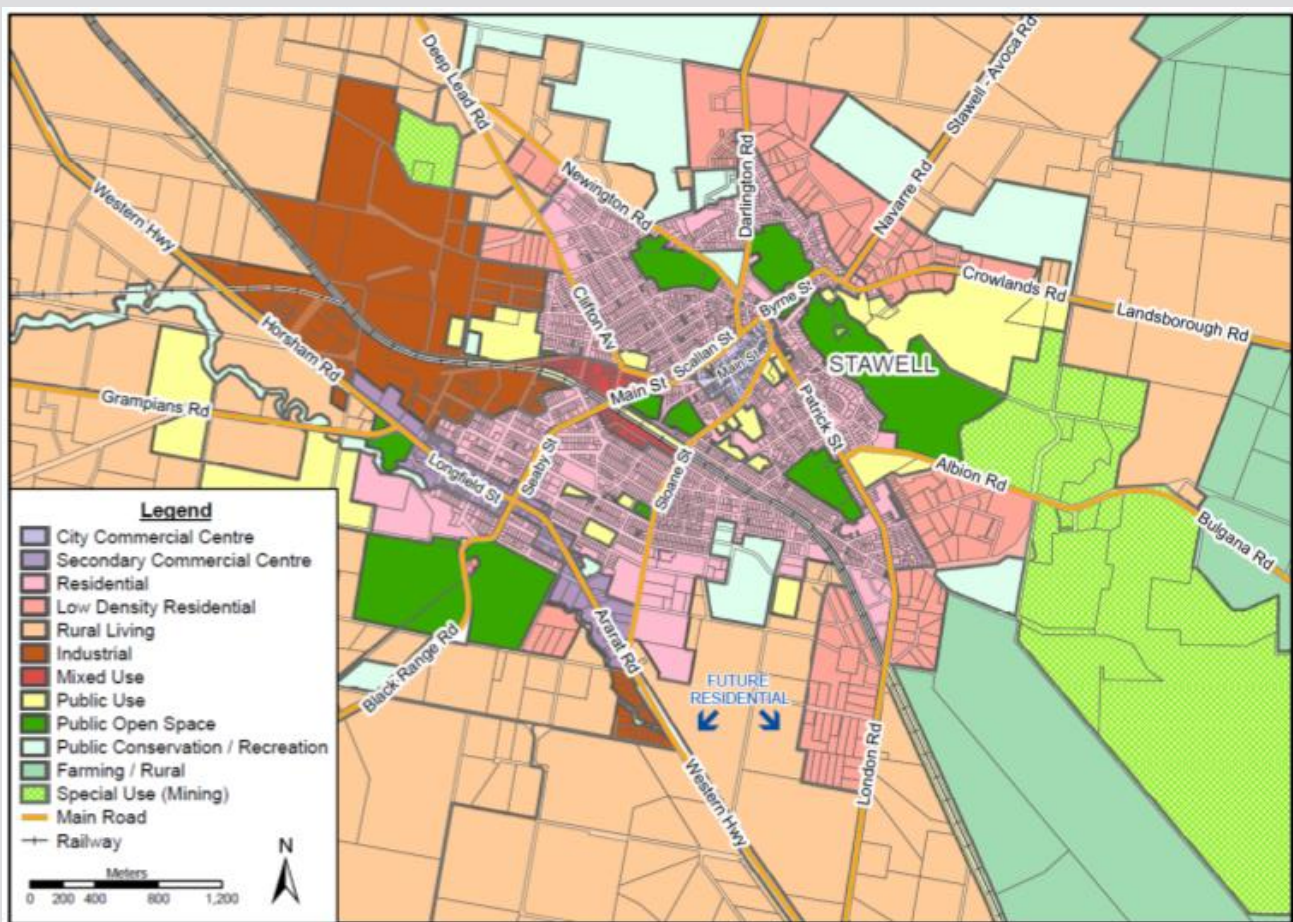 Deep Lead Rd
Newington Rd
Darlington Rd
Stawell - Avoca Rd
Navarre Rd
Western Hwy
Horsham Rd
Clifton Av
Byrne St
Crowlands Rd
Landsborough Rd
Scallan St
Main St
Main St
STAWELL
Patrick St
Grampians Rd
Longfield St
Seaby St
Sloane St
Albion Rd
Bulgana Rd
Black Range Rd
Ararat Rd
FUTURE
RESIDENTIAL
London Rd
Western Hwy
Legend
City Commercial Centre
Secondary Commercial Centre
Residential
Low Density Residential
Rural Living
Industrial
Mixed Use
Public Use
Public Open Space
Public Conservation / Recreation
Farming / Rural
Special Use (Mining)
Main Road
Railway
N
Meters
0 200 400 800 1,200